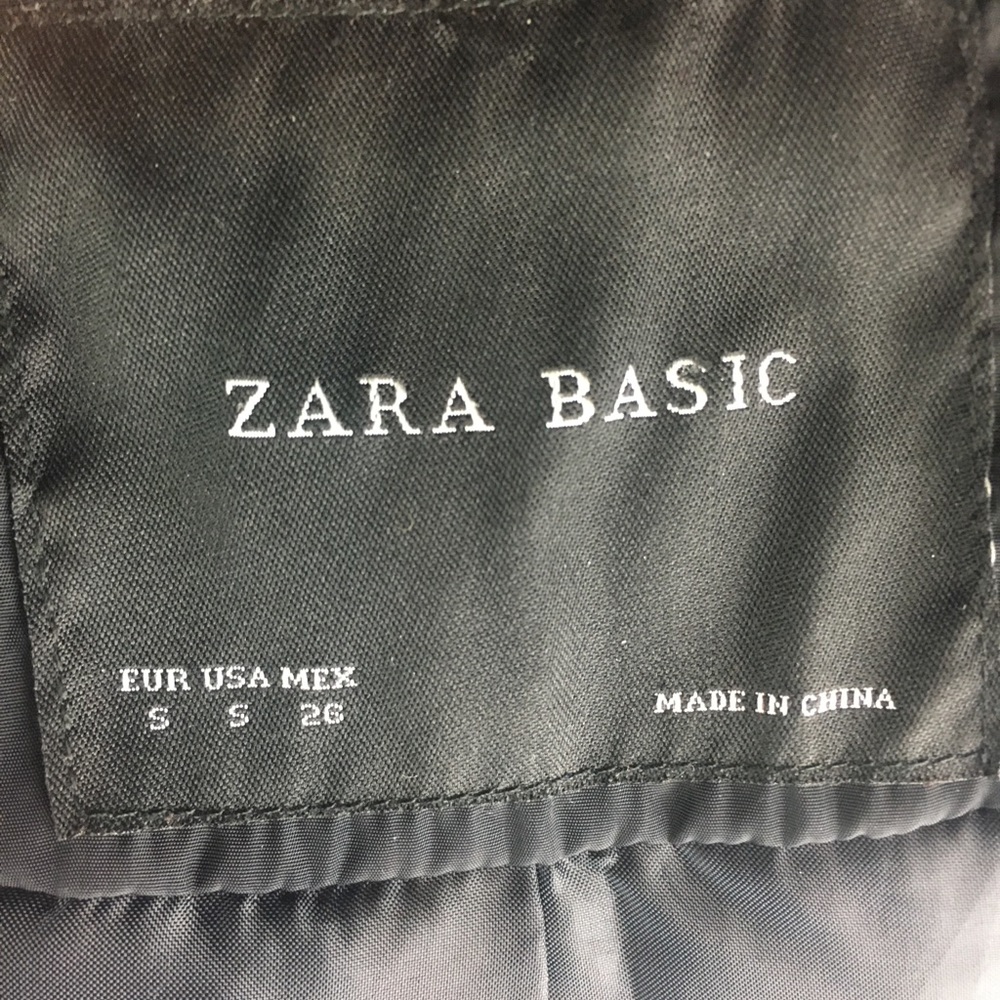 ZARA BASIC
EUR USA MEX
S S 26
MADE IN CHINA